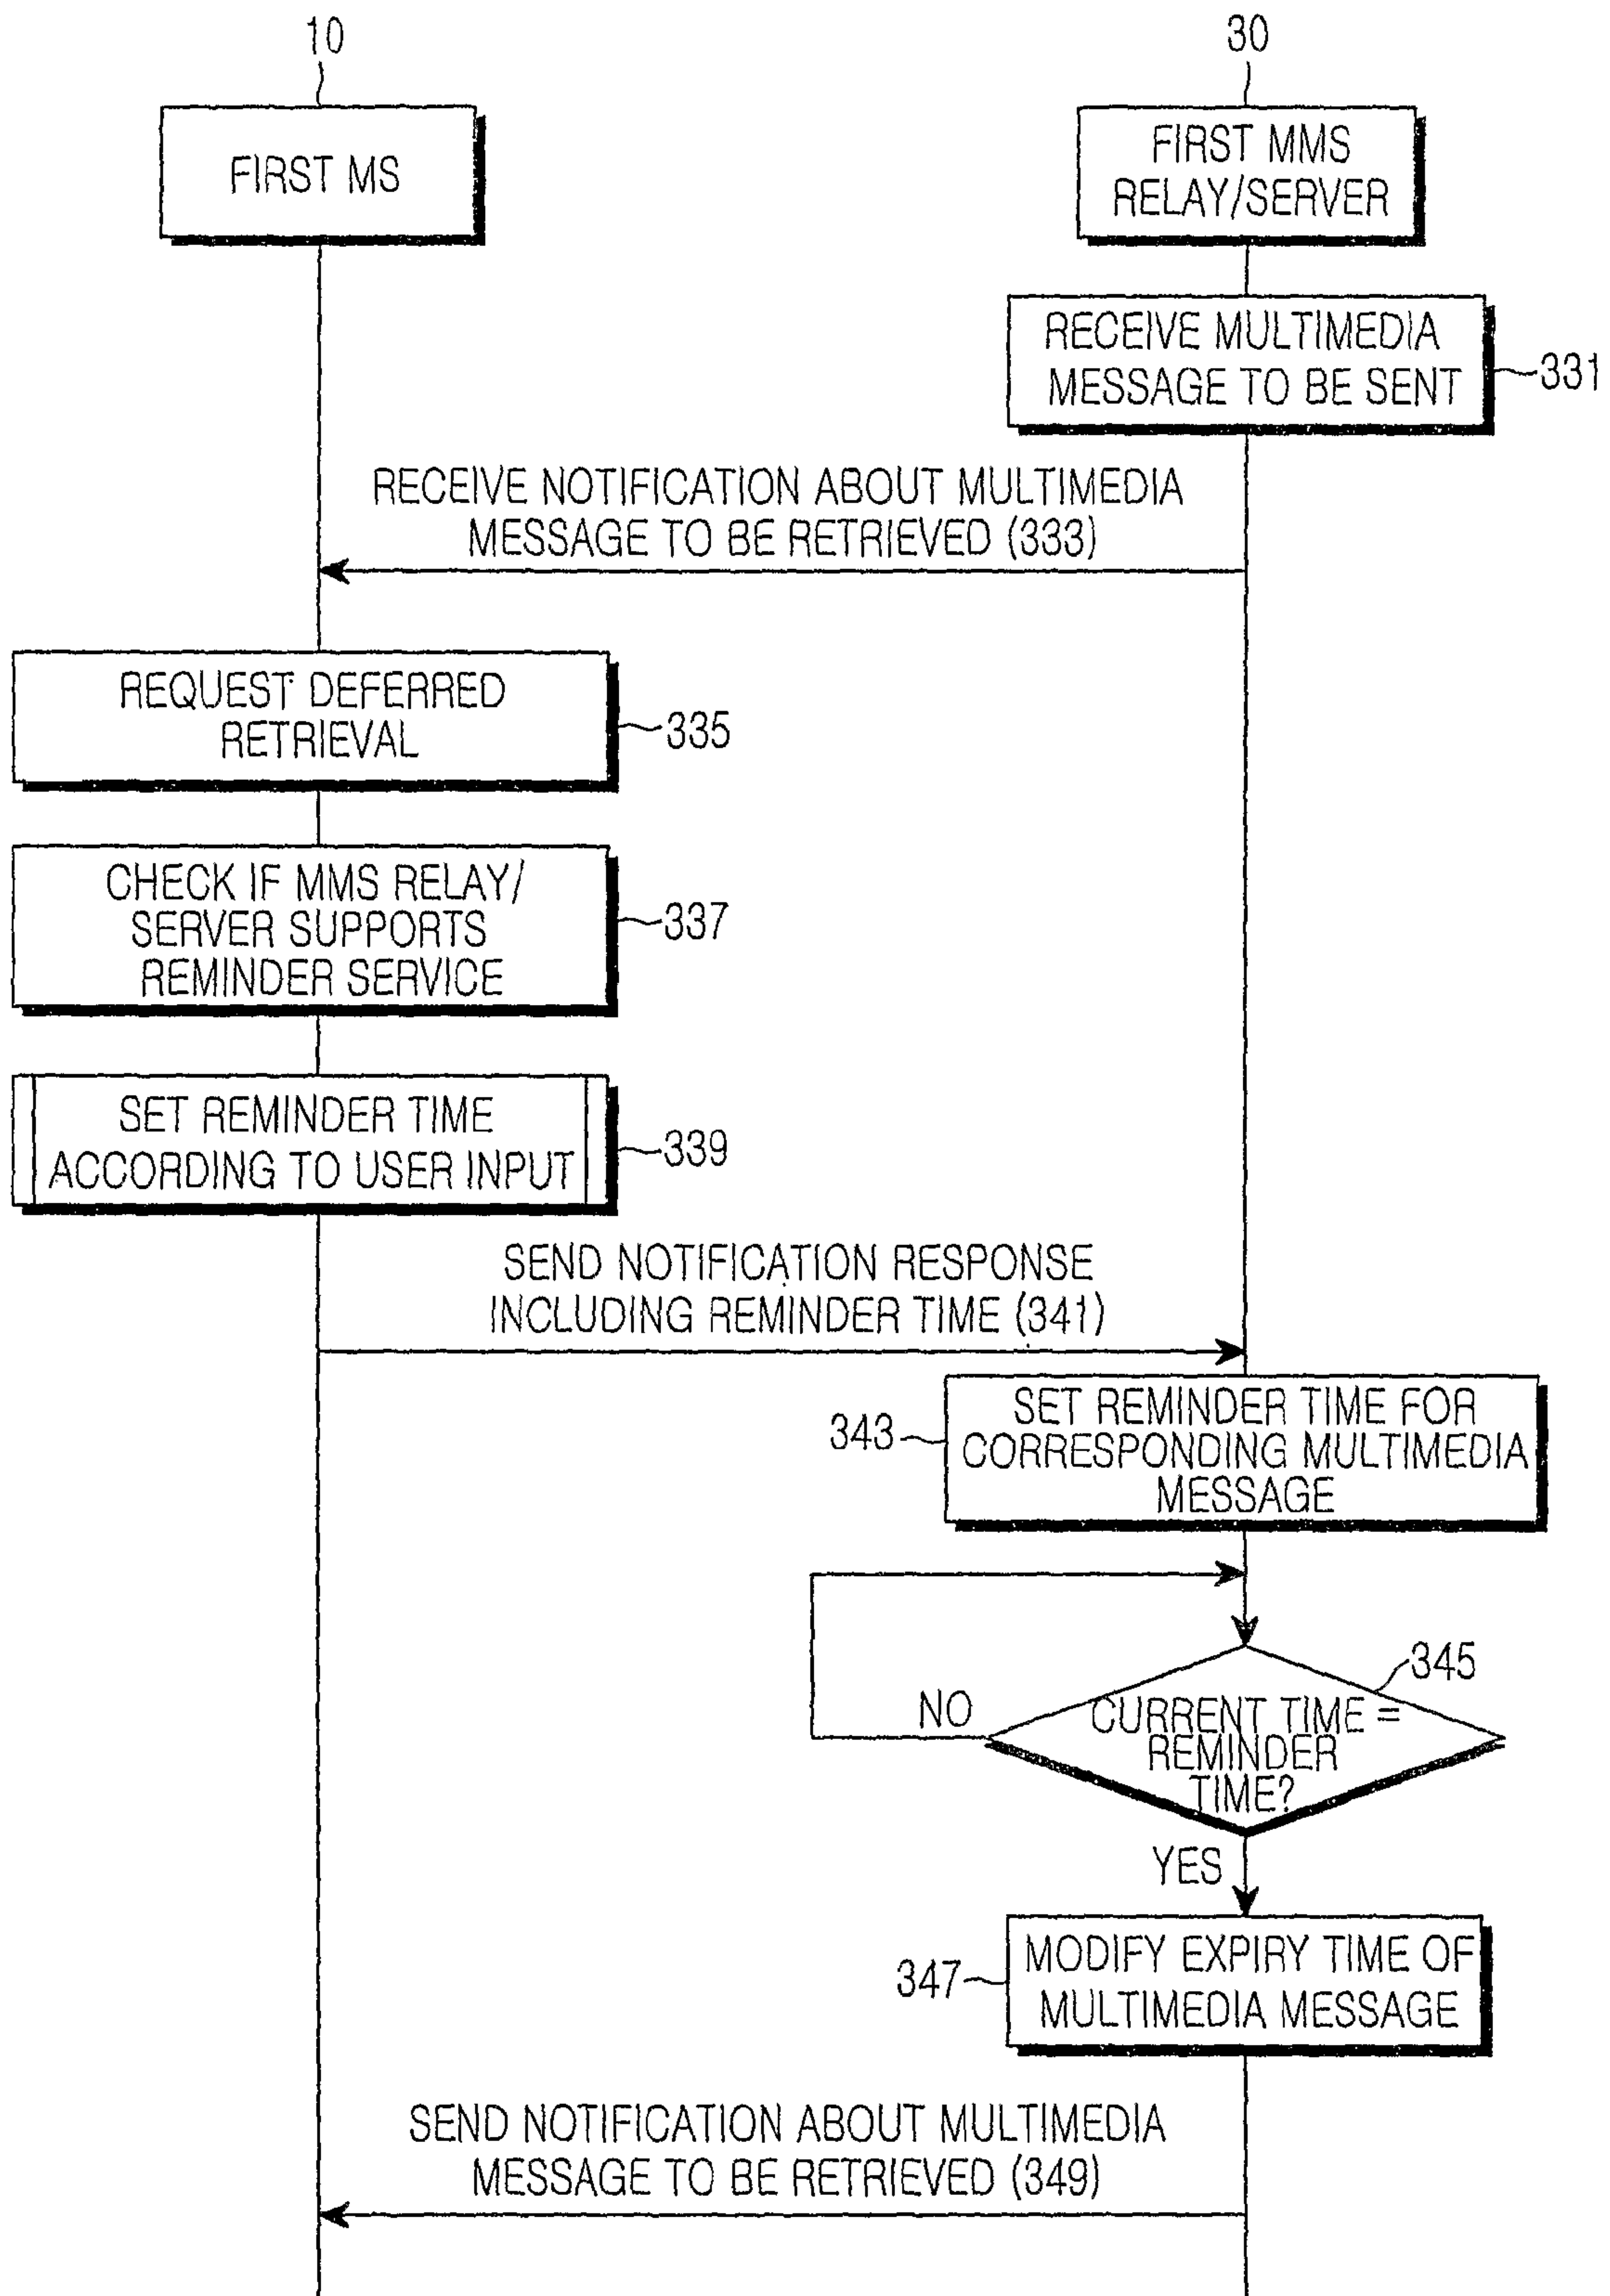 10
30
FIRST MS
FIRST MMS
RELAY/SERVER
RECEIVE MULTIMEDIA
MESSAGE TO BE SENT
331
RECEIVE NOTIFICATION ABOUT MULTIMEDIA
MESSAGE TO BE RETRIEVED (333)
REQUEST DEFERRED
RETRIEVAL
335
CHECK IF MMS RELAY/
SERVER SUPPORTS
REMINDER SERVICE
337
SET REMINDER TIME
ACCORDING TO USER INPUT
339
SEND NOTIFICATION RESPONSE
INCLUDING REMINDER TIME (341)
343
SET REMINDER TIME FOR
CORRESPONDING MULTIMEDIA
MESSAGE
345
NO
CURRENT TIME =
REMINDER
TIME?
YES
347
MODIFY EXPIRY TIME OF
MULTIMEDIA MESSAGE
SEND NOTIFICATION ABOUT MULTIMEDIA
MESSAGE TO BE RETRIEVED (349)